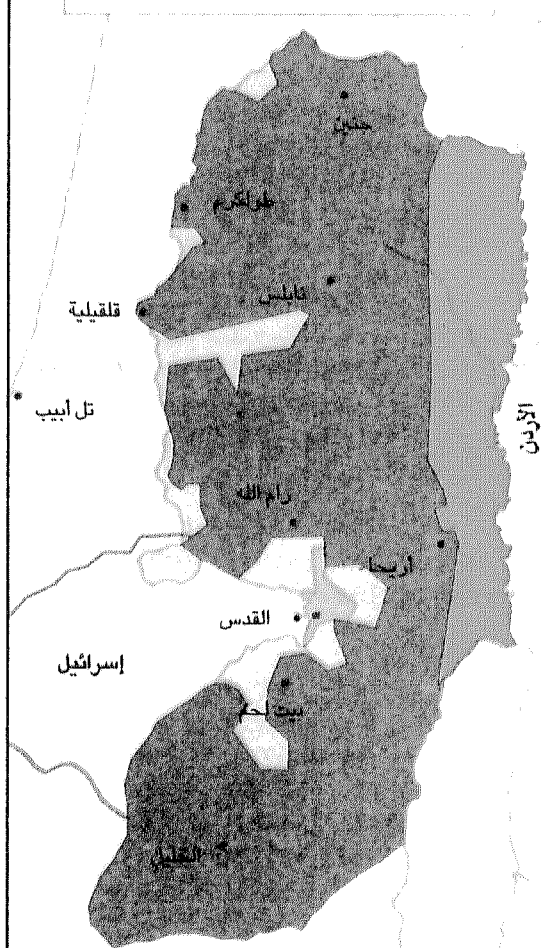 جنين
طولكرم
نابلس
قلقيلية
تل أبيب
الأردن
رام الله
أريحا
القدس
إسرائيل
بيت لحم
الخليل